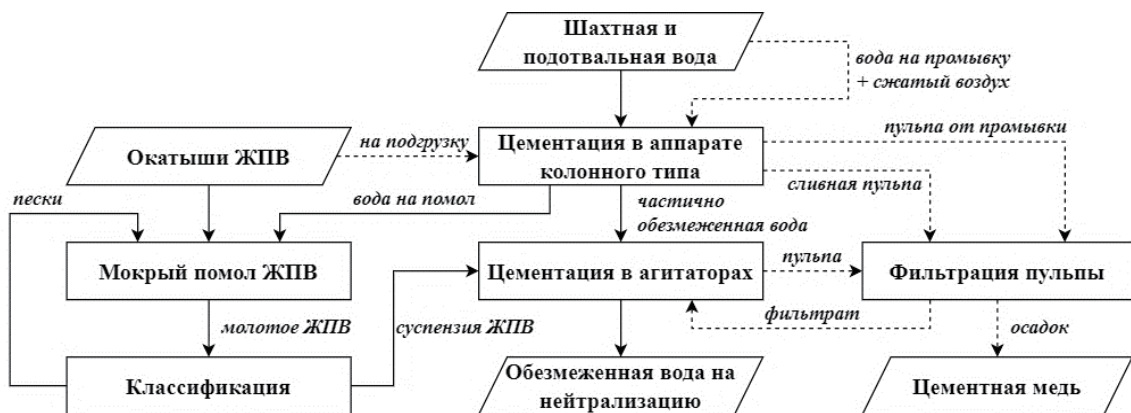 Шахтная и
подотвальная вода
вода на промывку
+ сжатый воздух
Окатыши ЖПВ
на подгрузку
Цементация в аппарате
колонного типа
пульпа от промывки
сливная пульпа
пески
вода на помол
частично
обезмеженная вода
Мокрый помол ЖПВ
Цементация в агитаторах
пульпа
Фильтрация пульпы
молотое ЖПВ
суспензия ЖПВ
фильтрат
осадок
Классификация
Обезмеженная вода на
нейтрализацию
Цементная медь